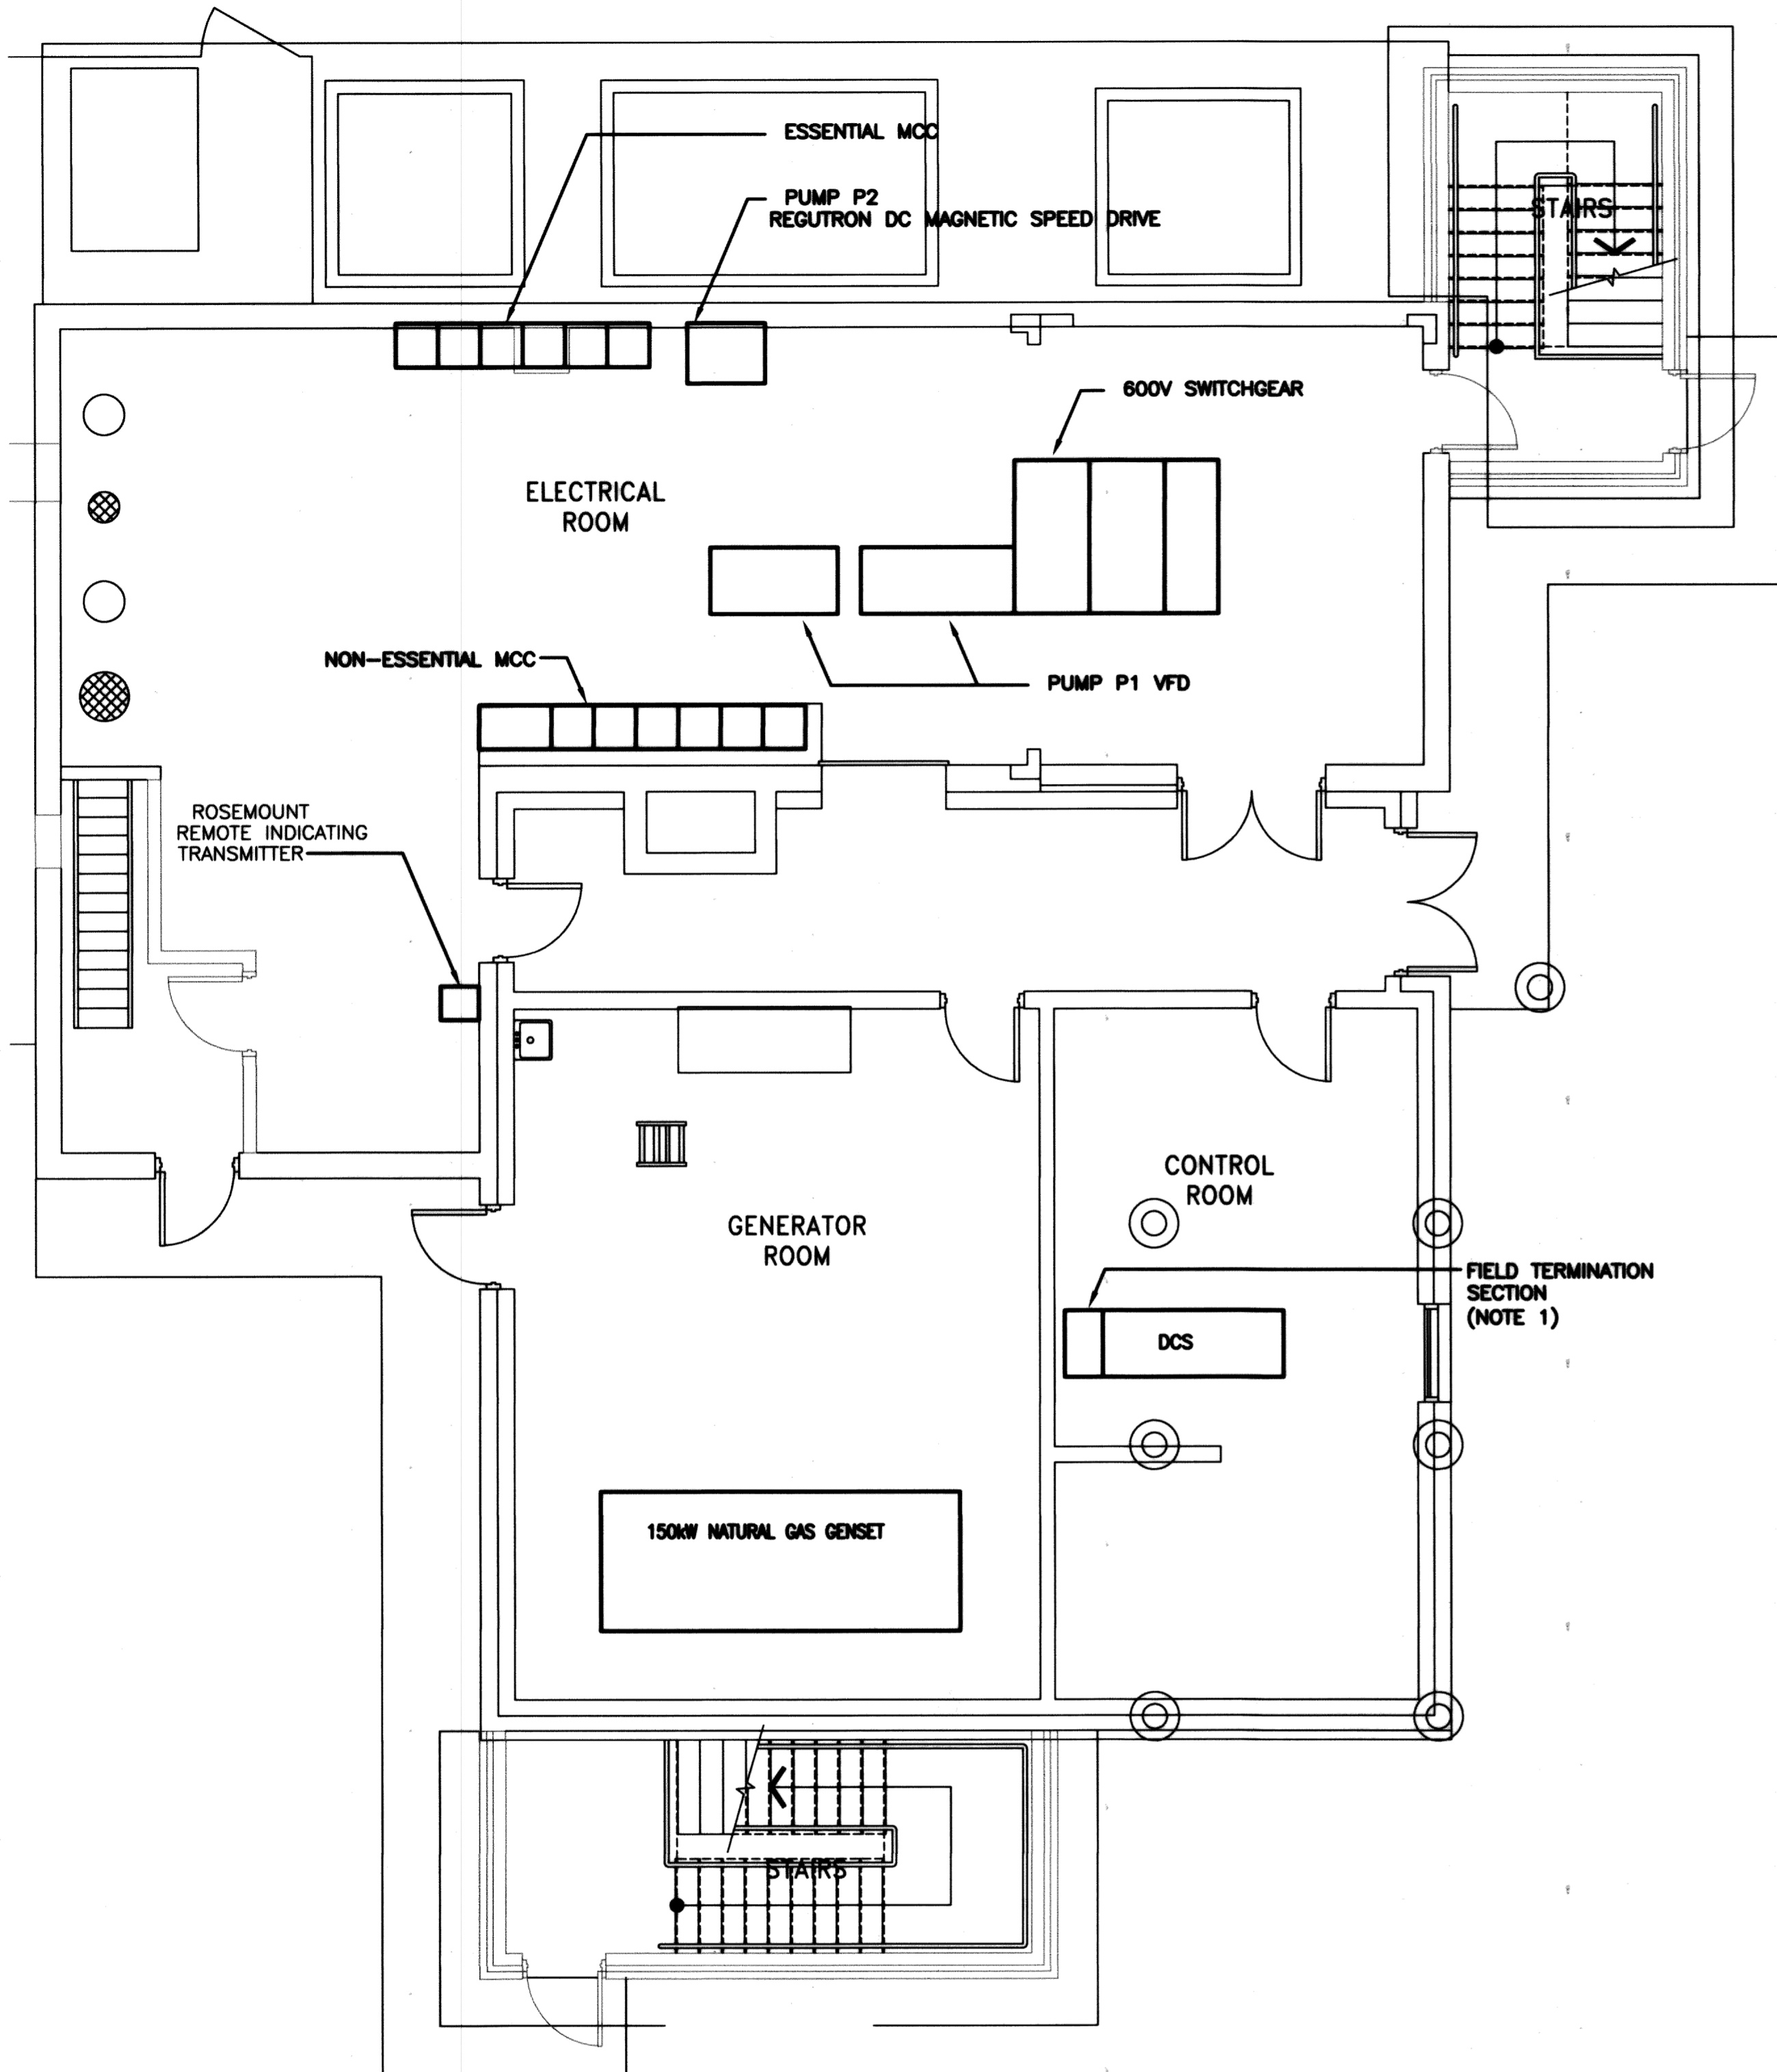 ESSENTIAL MCC
PUMP P2
REGUTRON DC MAGNETIC SPEED DRIVE
STAIRS
600V SWITCHGEAR
ELECTRICAL
ROOM
NON-ESSENTIAL MCC
PUMP P1 VFD
ROSEMOUNT
REMOTE INDICATING
TRANSMITTER
CONTROL
ROOM
GENERATOR
ROOM
FIELD TERMINATION
SECTION
(NOTE 1)
DCS
150kW NATURAL GAS GENSET
STAIRS